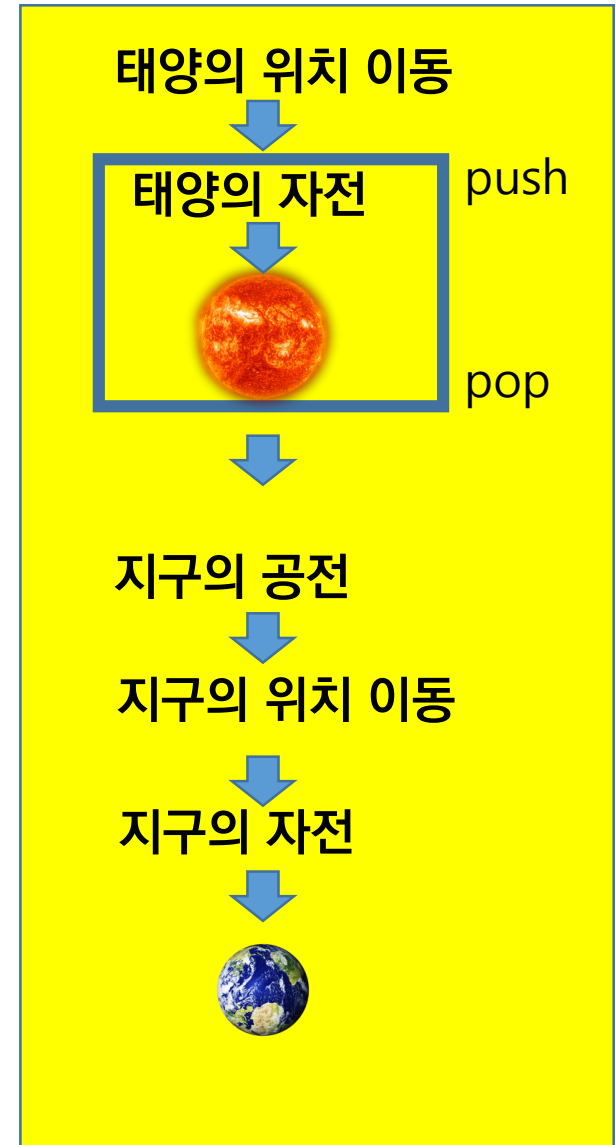 태양의 위치 이동
태양의 자전
push
pop
지구의 공전
지구의 위치 이동
지구의 자전